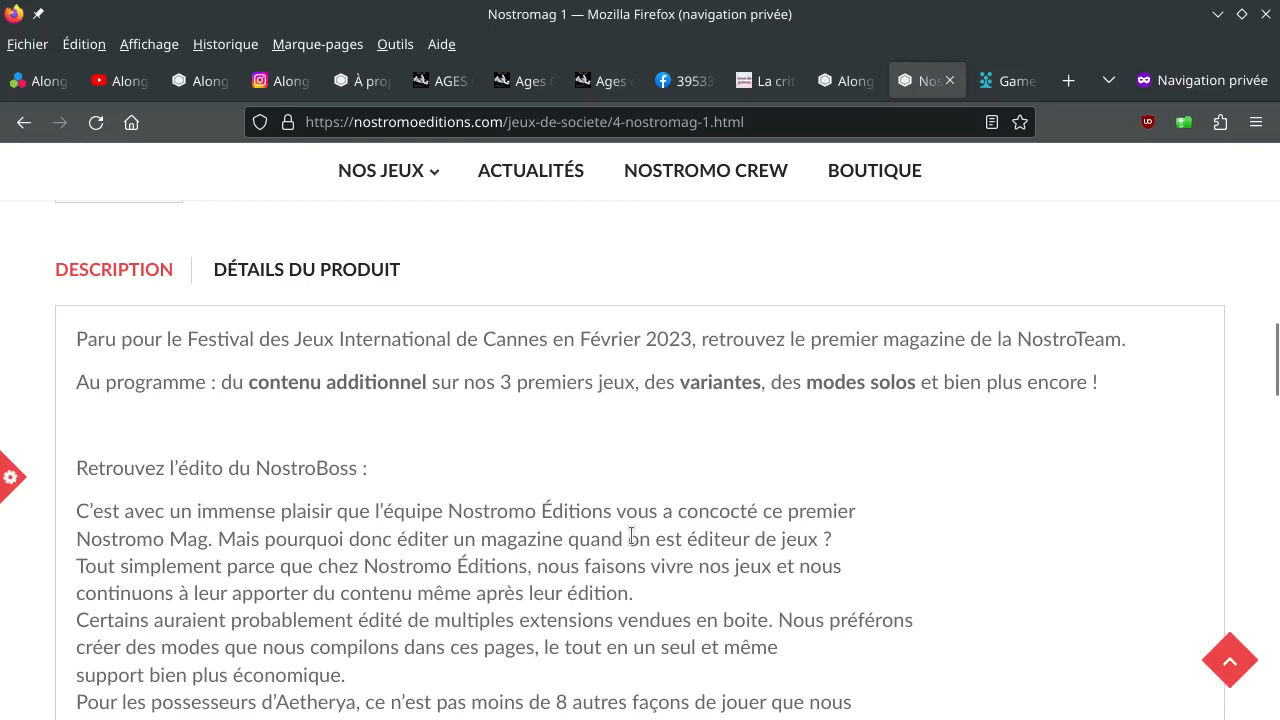 Nostromag 1 — Mozilla Firefox (navigation privée)
Fichier Édition Affichage Historique Marque-pages Outils Aide
Along Along Along Along À pro AGES Ages Ages 3953 La crit Along Nos Game Navigation privée
https://nostromoeditions.com/jeux-de-societe/4-nostromag-1.html
NOS JEUX ACTUALITÉS NOSTROMO CREW BOUTIQUE
DESCRIPTION DÉTAILS DU PRODUIT
Paru pour le Festival des Jeux International de Cannes en Février 2023, retrouvez le premier magazine de la NostroTeam.
Au programme : du contenu additionnel sur nos 3 premiers jeux, des variantes, des modes solos et bien plus encore !
Retrouvez l’édito du NostroBoss :
C’est avec un immense plaisir que l’équipe Nostromo Éditions vous a concocté ce premier
Nostromo Mag. Mais pourquoi donc éditer un magazine quand on est éditeur de jeux ?
Tout simplement parce que chez Nostromo Éditions, nous faisons vivre nos jeux et nous
continuons à leur apporter du contenu même après leur édition.
Certains auraient probablement édité de multiples extensions vendues en boite. Nous préférons
créer des modes que nous compilons dans ces pages, le tout en un seul et même
support bien plus économique.
Pour les possesseurs d’Aetherya, ce n’est pas moins de 8 autres façons de jouer que nous